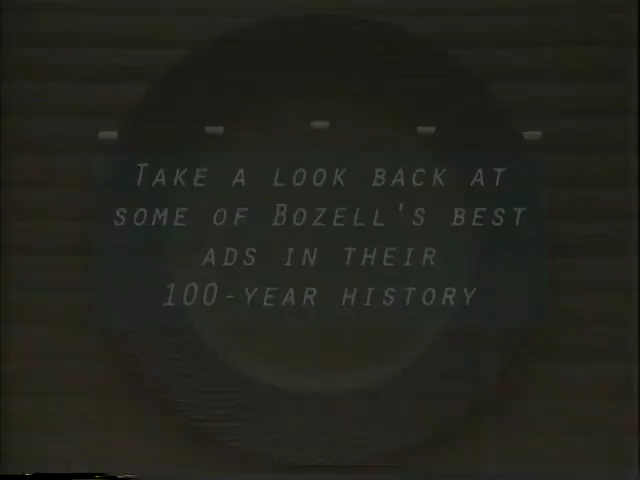 Take a look back at
some of Bozell's best
ads in their
100-year history